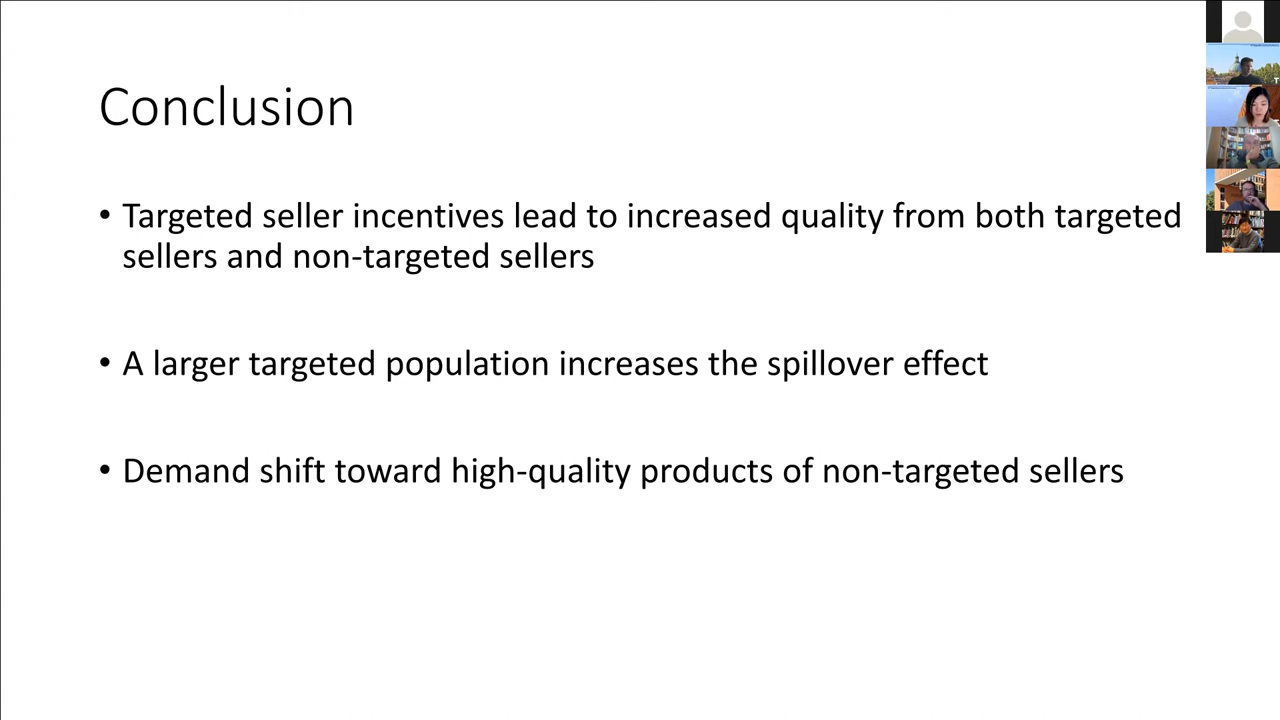 Conclusion
• Targeted seller incentives lead to increased quality from both targeted
sellers and non-targeted sellers
• A larger targeted population increases the spillover effect
• Demand shift toward high-quality products of non-targeted sellers